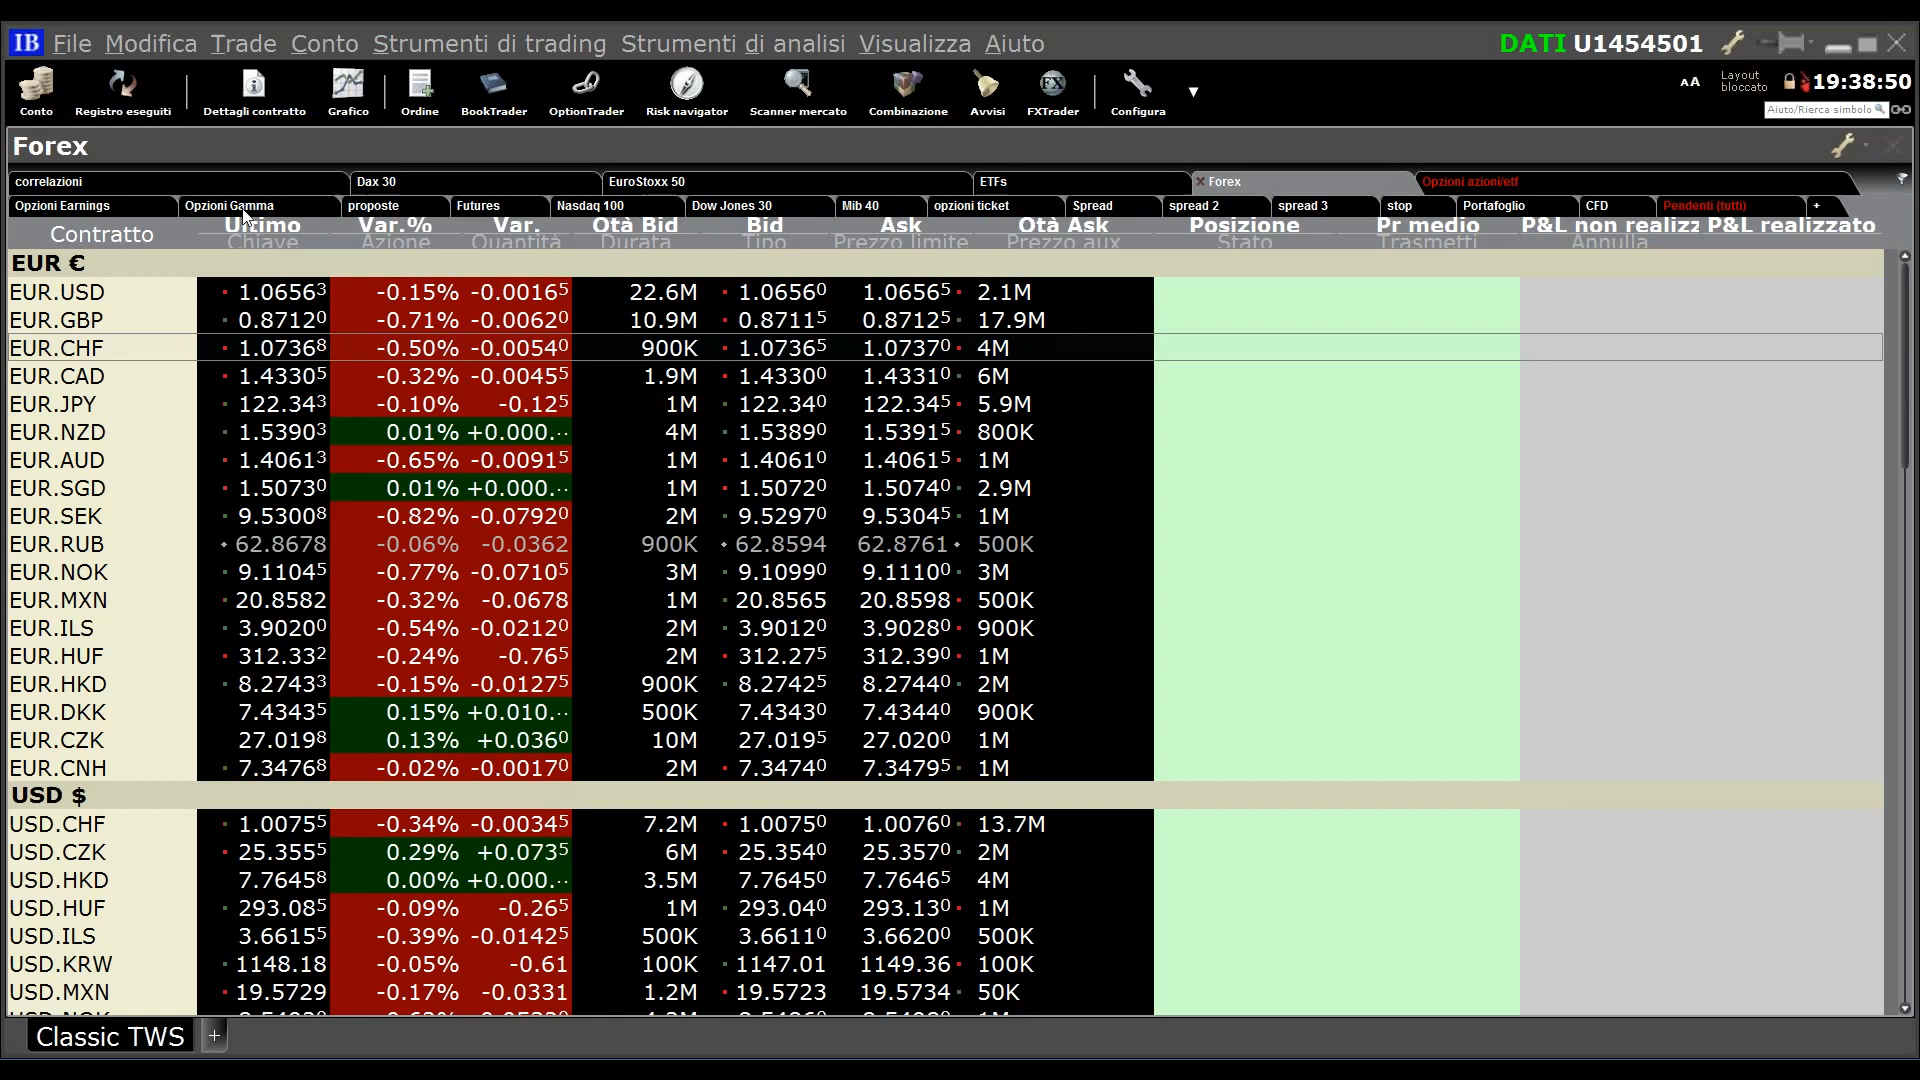 IB File Modifica Trade Conto Strumenti di trading Strumenti di analisi Visualizza Aiuto DATI U1454501
Conto Registro eseguiti Dettagli contratto Grafico Ordine BookTrader OptionTrader Risk navigator Scanner mercato Combinazione Avvisi FXTrader Configura
AA Layout bloccato 19:38:50
Aiuto/Rierca simbolo
Forex
correlazioni Dax 30 EuroStoxx 50 ETFs Forex Opzioni azioni/etf
Opzioni Earnings Opzioni Gamma proposte Futures Nasdaq 100 Dow Jones 30 Mib 40 opzioni ticket Spread spread 2 spread 3 stop Portafoglio CFD Pendenti (tutti) +
Contratto Ultimo Var.% Var. Qtà Bid Bid Ask Qtà Ask Posizione Pr medio P&L non realizz P&L realizzato
Chiave Azione Quantità Durata Tipo Prezzo limite Prezzo aux Stato Trasmetti Annulla
EUR €
EUR.USD 1.06563 -0.15% -0.00165 22.6M 1.06560 1.06565 2.1M
EUR.GBP 0.87120 -0.71% -0.00620 10.9M 0.87115 0.87125 17.9M
EUR.CHF 1.07368 -0.50% -0.00540 900K 1.07365 1.07370 4M
EUR.CAD 1.43305 -0.32% -0.00455 1.9M 1.43300 1.43310 6M
EUR.JPY 122.343 -0.10% -0.125 1M 122.340 122.345 5.9M
EUR.NZD 1.53903 0.01% +0.000... 4M 1.53890 1.53915 800K
EUR.AUD 1.40613 -0.65% -0.00915 1M 1.40610 1.40615 1M
EUR.SGD 1.50730 0.01% +0.000... 1M 1.50720 1.50740 2.9M
EUR.SEK 9.53008 -0.82% -0.07920 2M 9.52970 9.53045 1M
EUR.RUB 62.8678 -0.06% -0.0362 900K 62.8594 62.8761 500K
EUR.NOK 9.11045 -0.77% -0.07105 3M 9.10990 9.11100 3M
EUR.MXN 20.8582 -0.32% -0.0678 1M 20.8565 20.8598 500K
EUR.ILS 3.90200 -0.54% -0.02120 2M 3.90120 3.90280 900K
EUR.HUF 312.332 -0.24% -0.765 2M 312.275 312.390 1M
EUR.HKD 8.27433 -0.15% -0.01275 900K 8.27425 8.27440 2M
EUR.DKK 7.43435 0.15% +0.010... 500K 7.43430 7.43440 900K
EUR.CZK 27.0198 0.13% +0.0360 10M 27.0195 27.0200 1M
EUR.CNH 7.34768 -0.02% -0.00170 2M 7.34740 7.34795 1M
USD $
USD.CHF 1.00755 -0.34% -0.00345 7.2M 1.00750 1.00760 13.7M
USD.CZK 25.3555 0.29% +0.0735 6M 25.3540 25.3570 2M
USD.HKD 7.76458 0.00% +0.000... 3.5M 7.76450 7.76465 4M
USD.HUF 293.085 -0.09% -0.265 1M 293.040 293.130 1M
USD.ILS 3.66155 -0.39% -0.01425 500K 3.66110 3.66200 500K
USD.KRW 1148.18 -0.05% -0.61 100K 1147.01 1149.36 100K
USD.MXN 19.5729 -0.17% -0.0331 1.2M 19.5723 19.5734 50K
Classic TWS +